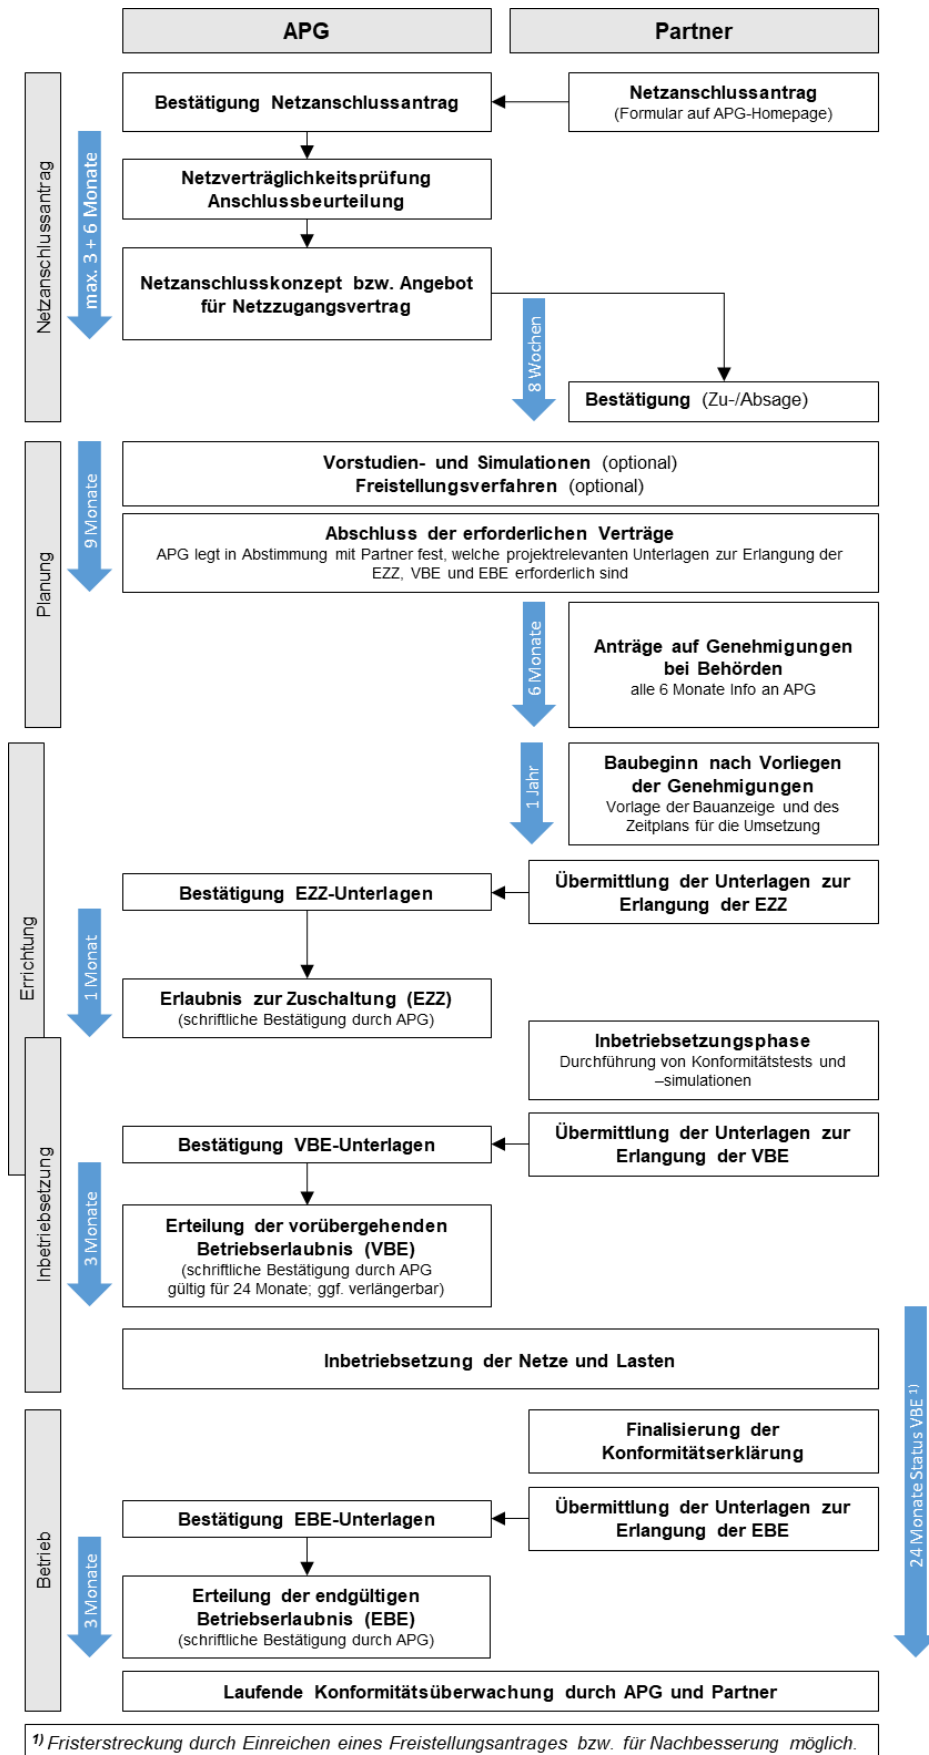 APG
Partner
Netzanschlussantrag
max. 3 + 6 Monate
Bestätigung Netzanschlussantrag
Netzanschlussantrag
(Formular auf APG-Homepage)
Netzverträglichkeitsprüfung
Anschlussbeurteilung
Netzanschlusskonzept bzw. Angebot
für Netzzugangsvertrag
8 Wochen
Bestätigung (Zu-/Absage)
Planung
9 Monate
Vorstudien- und Simulationen (optional)
Freistellungsverfahren (optional)
Abschluss der erforderlichen Verträge
APG legt in Abstimmung mit Partner fest, welche projektrelevanten Unterlagen zur Erlangung der
EZZ, VBE und EBE erforderlich sind
6 Monate
Anträge auf Genehmigungen
bei Behörden
alle 6 Monate Info an APG
Errichtung
1 Jahr
Baubeginn nach Vorliegen
der Genehmigungen
Vorlage der Bauanzeige und des
Zeitplans für die Umsetzung
Bestätigung EZZ-Unterlagen
Übermittlung der Unterlagen zur
Erlangung der EZZ
1 Monat
Erlaubnis zur Zuschaltung (EZZ)
(schriftliche Bestätigung durch APG)
Inbetriebsetzung
Inbetriebsetzungsphase
Durchführung von Konformitätstests und
–simulationen
Bestätigung VBE-Unterlagen
Übermittlung der Unterlagen zur
Erlangung der VBE
3 Monate
Erteilung der vorübergehenden
Betriebserlaubnis (VBE)
(schriftliche Bestätigung durch APG
gültig für 24 Monate; ggf. verlängerbar)
Inbetriebsetzung der Netze und Lasten
24 Monate Status VBE 1)
Betrieb
Finalisierung der
Konformitätserklärung
Bestätigung EBE-Unterlagen
Übermittlung der Unterlagen zur
Erlangung der EBE
3 Monate
Erteilung der endgültigen
Betriebserlaubnis (EBE)
(schriftliche Bestätigung durch APG)
Laufende Konformitätsüberwachung durch APG und Partner
1) Fristerstreckung durch Einreichen eines Freistellungsantrages bzw. für Nachbesserung möglich.